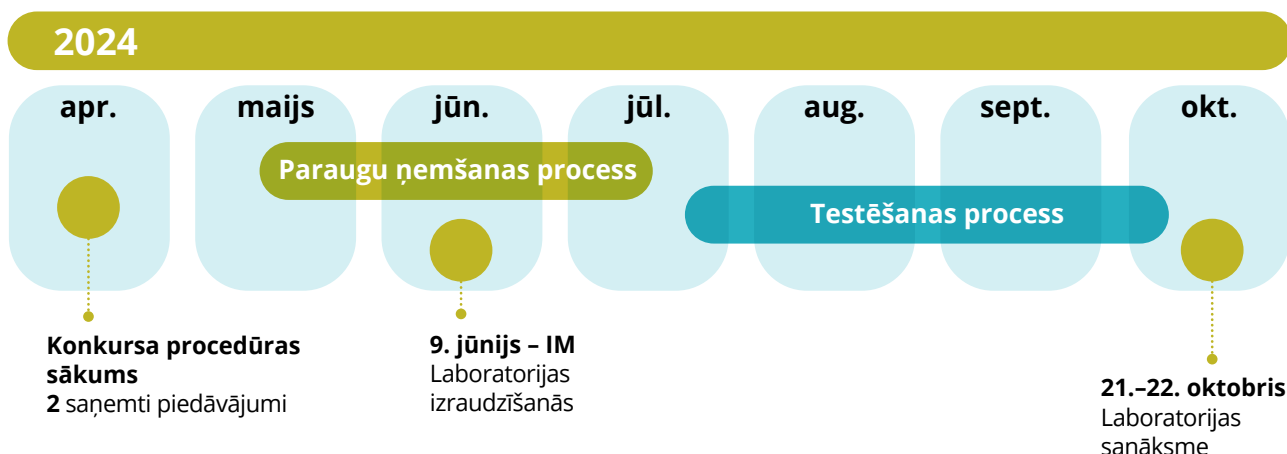 2024
apr.
maijs
jūn.
jūl.
aug.
sept.
okt.
Paraugu ņemšanas process
Testēšanas process
Konkursa procedūras
sākums
2 saņemti piedāvājumi
9. jūnijs – IM
Laboratorijas
izraudzīšanās
21.–22. oktobris
Laboratorijas
sanāksme